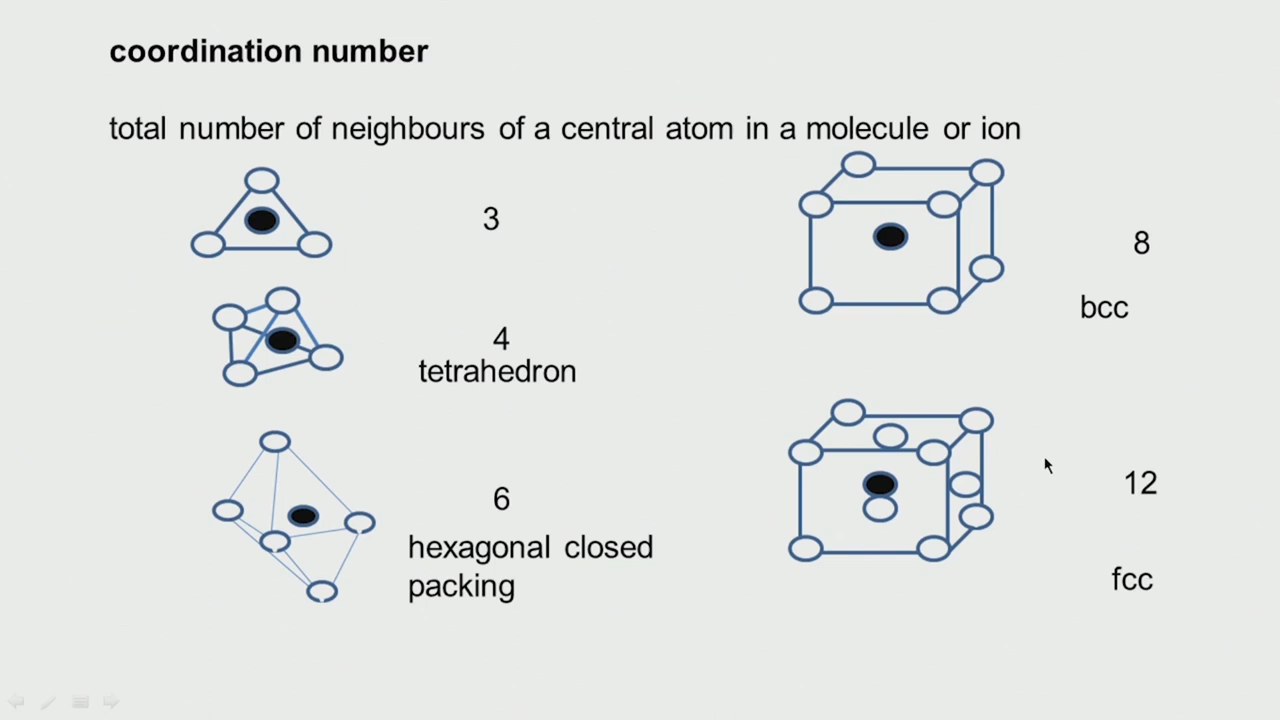 coordination number
total number of neighbours of a central atom in a molecule or ion
3
4
tetrahedron
6
hexagonal closed
packing
8
bcc
12
fcc